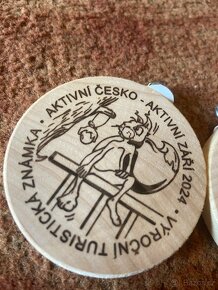 AKTIVNÍ ČESKO • AKTIVNÍ ZÁŘÍ 2024 • VÝROČNÍ TURISTICKÁ ZNÁMKA •